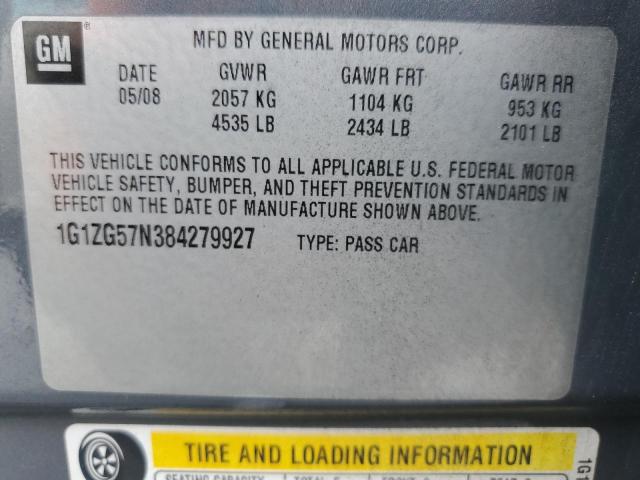 GM
®
MFD BY GENERAL MOTORS CORP.
DATE GVWR GAWR FRT GAWR RR
05/08 2057 KG 1104 KG 953 KG
4535 LB 2434 LB 2101 LB
THIS VEHICLE CONFORMS TO ALL APPLICABLE U.S. FEDERAL MOTOR
VEHICLE SAFETY, BUMPER, AND THEFT PREVENTION STANDARDS IN
EFFECT ON THE DATE OF MANUFACTURE SHOWN ABOVE.
1G1ZG57N384279927 TYPE: PASS CAR
TIRE AND LOADING INFORMATION
SEATING CAPACITY
1G1